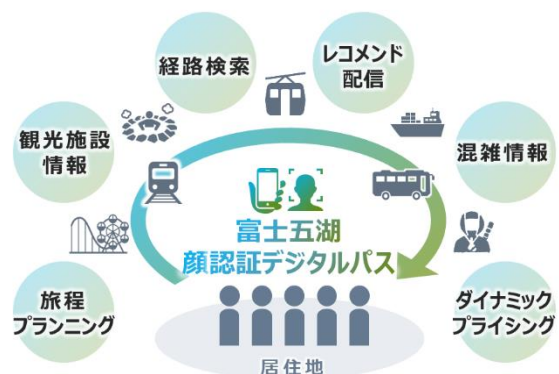 経路検索
レコメンド
配信
観光施設
情報
混雑情報
富士五湖
顔認証デジタルパス
旅程
プランニング
ダイナミック
プライシング
居住地